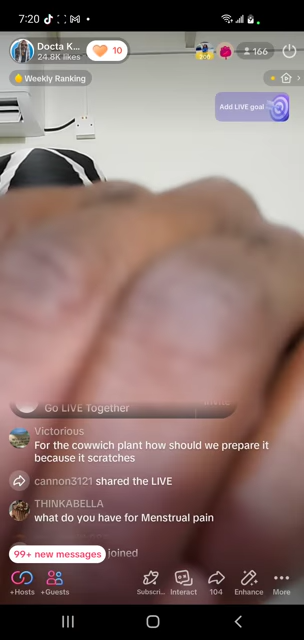 7:20
Docta K...
24.8K likes
10
200
166
Weekly Ranking
Add LIVE goal
Go LIVE Together
Victorious
For the cowwich plant how should we prepare it
because it scratches
cannon3121 shared the LIVE
THINKABELLA
what do you have for Menstrual pain
99+ new messages
joined
+Hosts
+Guests
Subscri...
Interact
104
Enhance
More